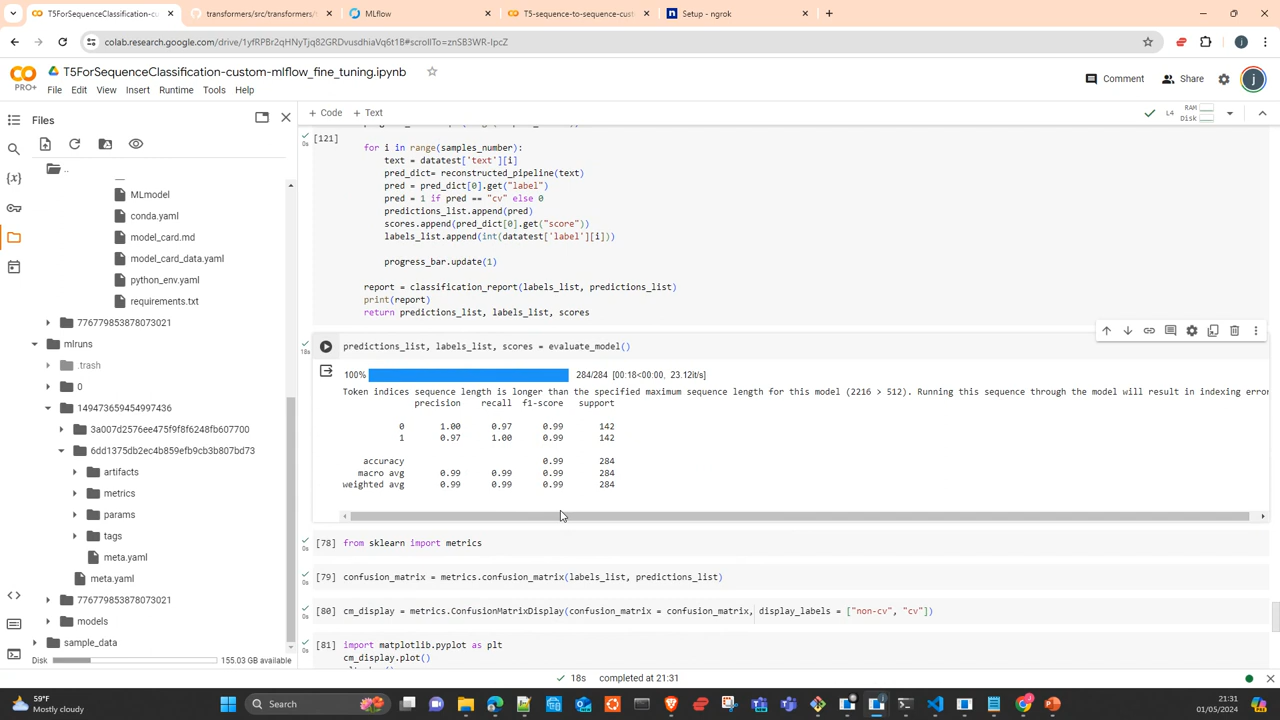 T5ForSequenceClassification-cu
transformers/src/transformers/t
MLflow
T5-sequence-to-sequence-cust
Setup - ngrok
colab.research.google.com/drive/1yfRPBr2qHNyTjq82GRDvusdhiaVq6t1B#scrollTo=znSB3WR-IpcZ
PRO+
T5ForSequenceClassification-custom-mlflow_fine_tuning.ipynb
File Edit View Insert Runtime Tools Help
Comment
Share
j
Files
+ Code + Text
L4
RAM
Disk
..
MLmodel
conda.yaml
model_card.md
model_card_data.yaml
python_env.yaml
requirements.txt
776779853878073021
mlruns
.trash
0
149473659454997436
3a007d2576ee475f9f8f6248fb607700
6dd1375db2ec4b859efb9cb3b807bd73
artifacts
metrics
params
tags
meta.yaml
meta.yaml
776779853878073021
models
sample_data
Disk
155.03 GB available
[121]
0s
for i in range(samples_number):
text = datatest['text'][i]
pred_dict= reconstructed_pipeline(text)
pred = pred_dict[0].get("label")
pred = 1 if pred == "cv" else 0
predictions_list.append(pred)
scores.append(pred_dict[0].get("score"))
labels_list.append(int(datatest['label'][i]))
progress_bar.update(1)
report = classification_report(labels_list, predictions_list)
print(report)
return predictions_list, labels_list, scores
18s
predictions_list, labels_list, scores = evaluate_model()
100% 284/284 [00:18<00:00, 23.12it/s]
Token indices sequence length is longer than the specified maximum sequence length for this model (2216 > 512). Running this sequence through the model will result in indexing error
precision recall f1-score support
0 1.00 0.97 0.99 142
1 0.97 1.00 0.99 142
accuracy 0.99 284
macro avg 0.99 0.99 0.99 284
weighted avg 0.99 0.99 0.99 284
[78] from sklearn import metrics
0s
[79] confusion_matrix = metrics.confusion_matrix(labels_list, predictions_list)
0s
[80] cm_display = metrics.ConfusionMatrixDisplay(confusion_matrix = confusion_matrix, display_labels = ["non-cv", "cv"])
0s
[81] import matplotlib.pyplot as plt
0s
cm_display.plot()
18s completed at 21:31
59°F
Mostly cloudy
Search
21:31
01/05/2024